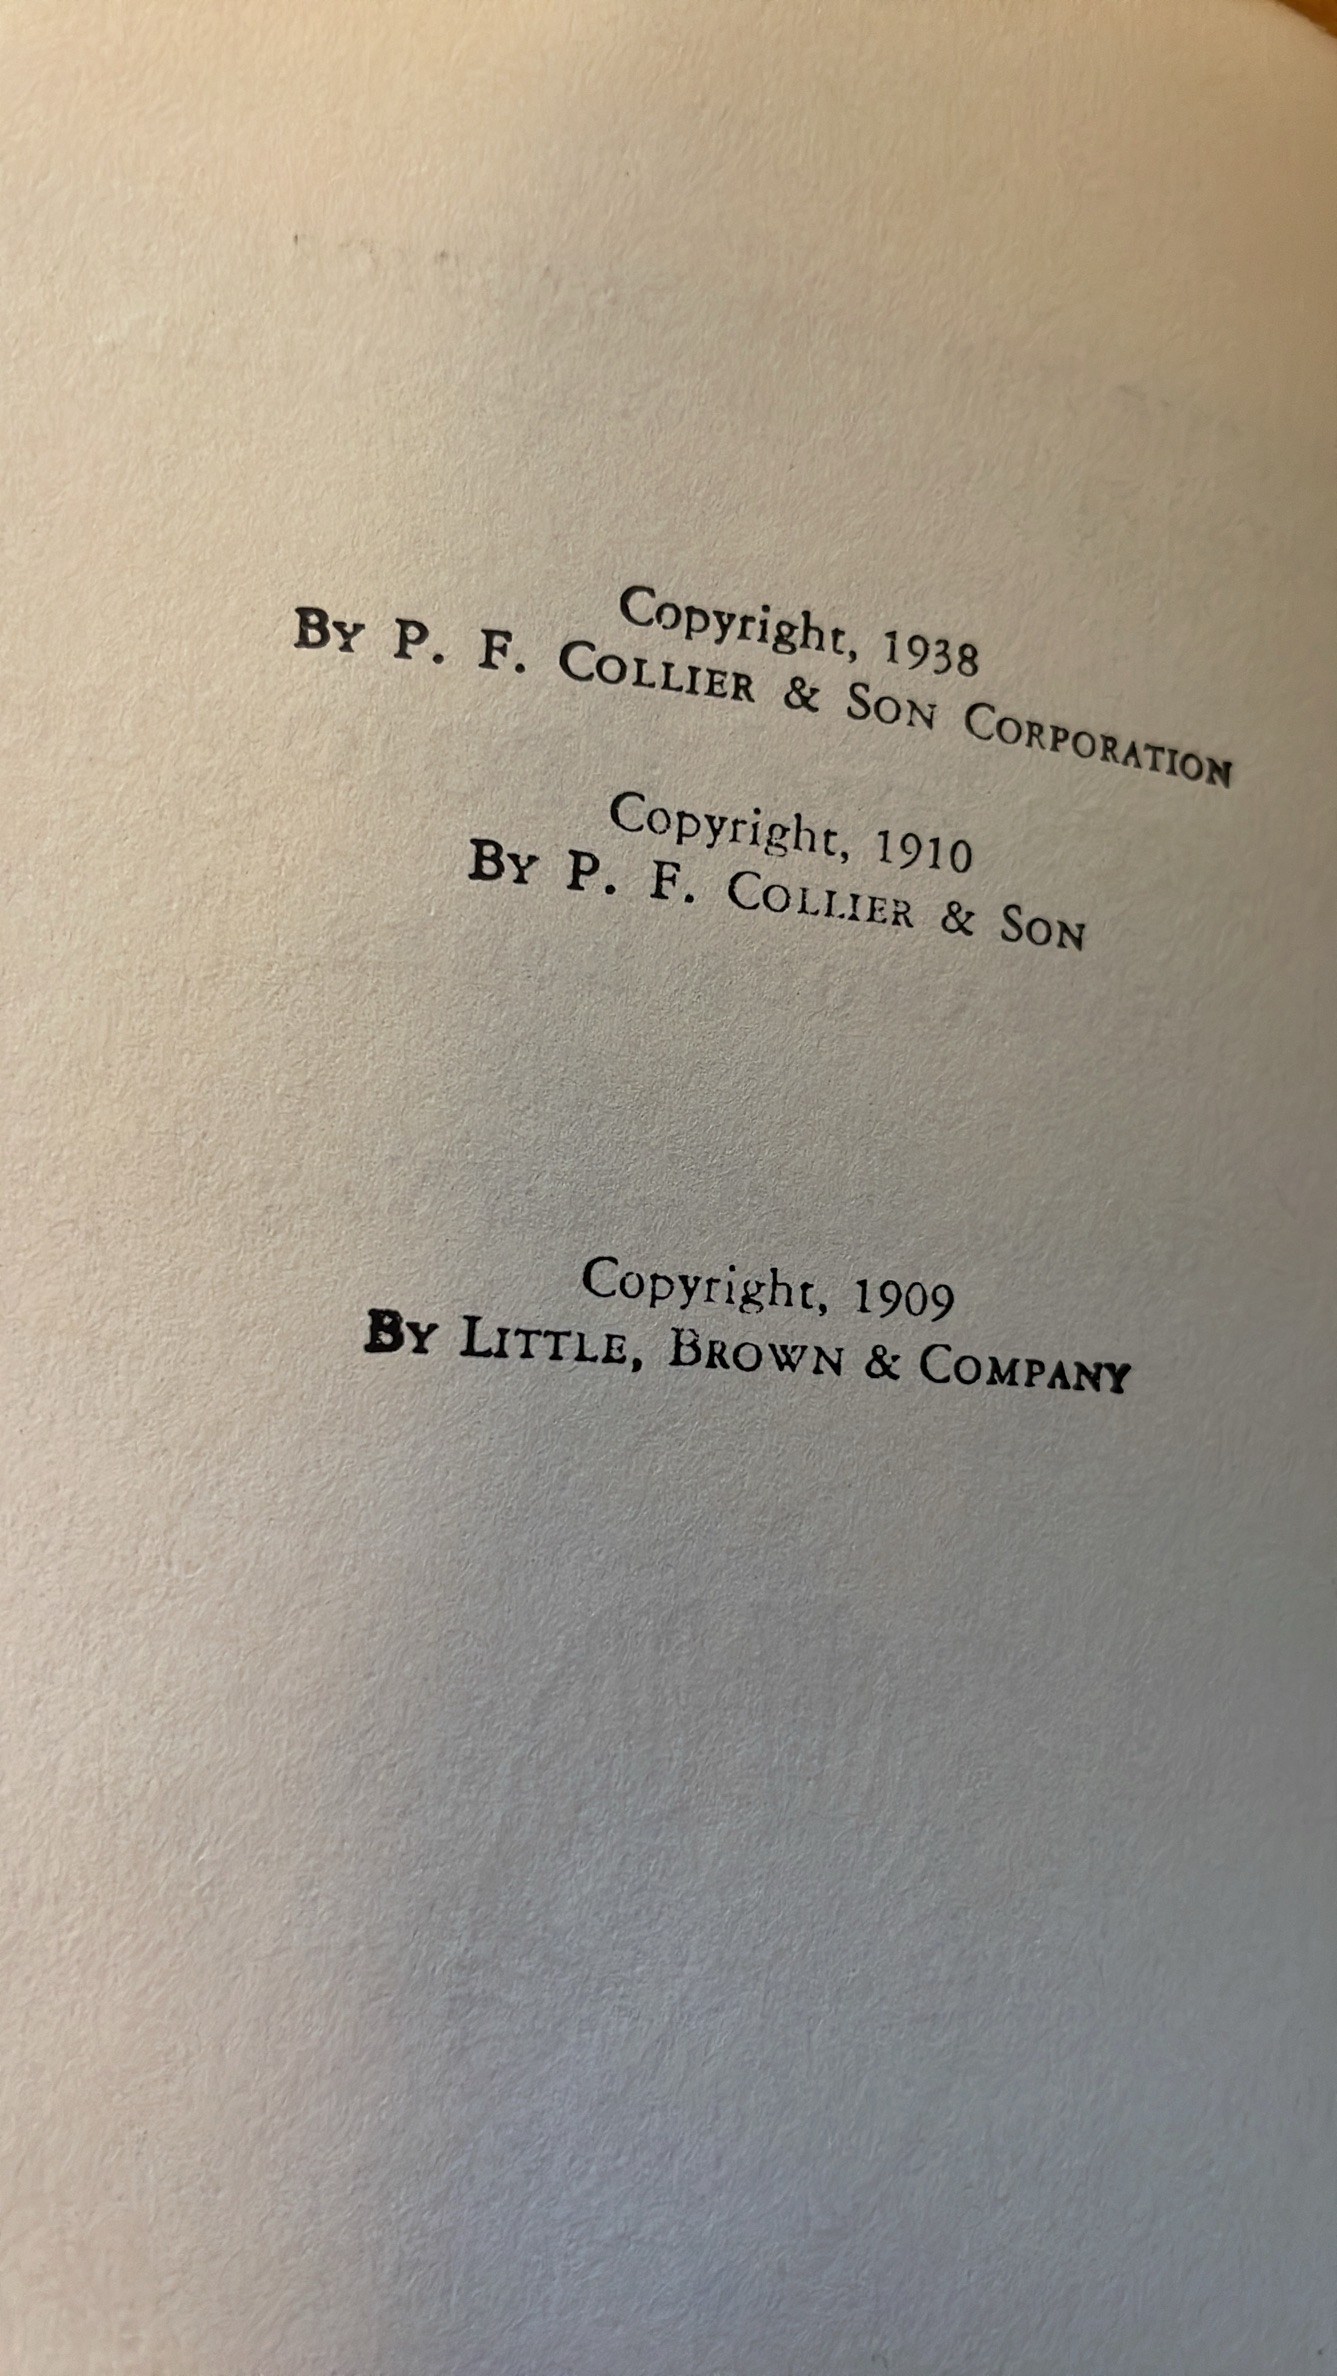 Copyright, 1938
By P. F. Collier & Son Corporation
Copyright, 1910
By P. F. Collier & Son
Copyright, 1909
By Little, Brown & Company